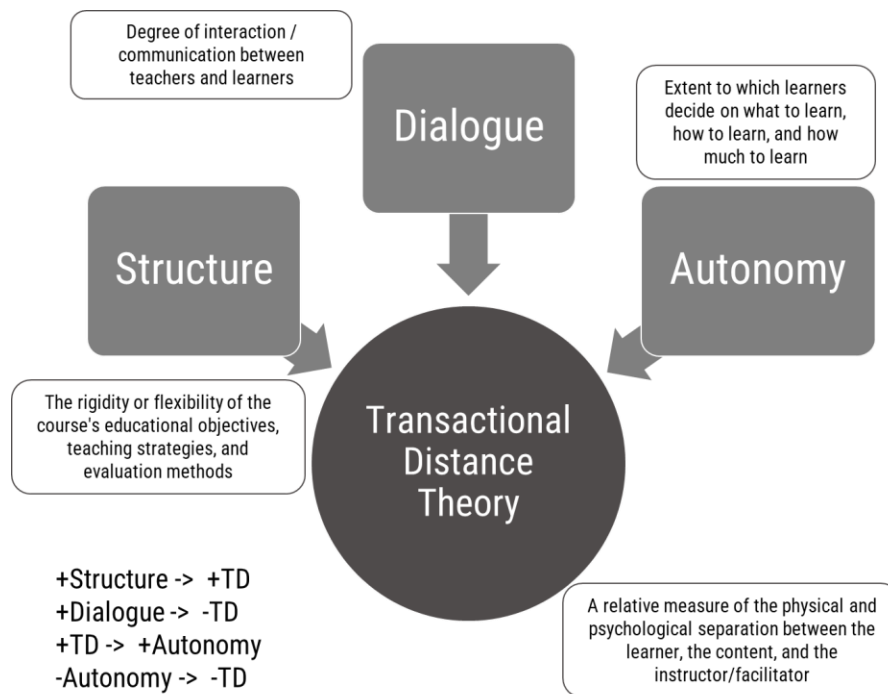 Degree of interaction /
communication between
teachers and learners
Dialogue
Extent to which learners
decide on what to learn,
how to learn, and how
much to learn
Structure
Autonomy
The rigidity or flexibility of the
course's educational objectives,
teaching strategies, and
evaluation methods
Transactional
Distance
Theory
+Structure -> +TD
+Dialogue -> -TD
+TD -> +Autonomy
-Autonomy -> -TD
A relative measure of the physical and
psychological separation between the
learner, the content, and the
instructor/facilitator